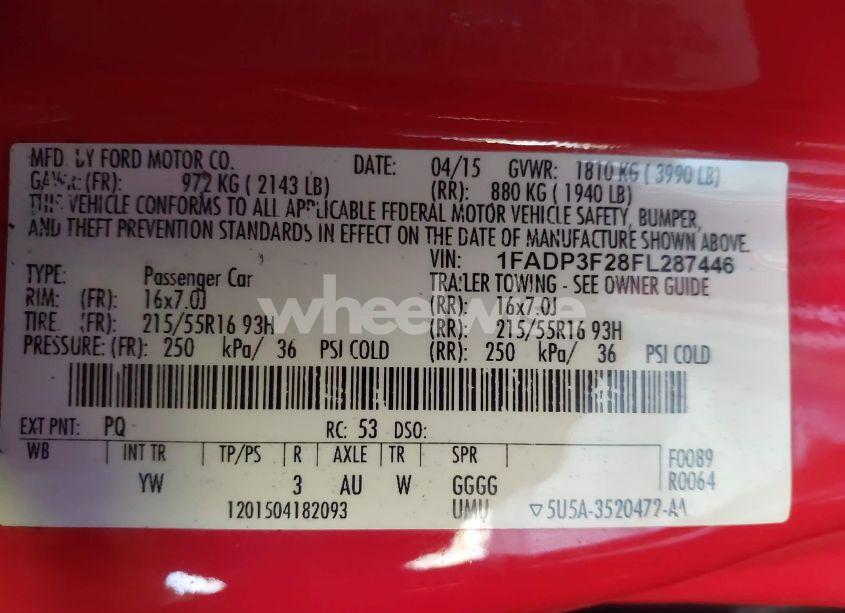 MFD. BY FORD MOTOR CO. DATE: 04/15 GVWR: 1810 KG ( 3990 LB)
GAWR: (FR): 972 KG ( 2143 LB) (RR): 880 KG ( 1940 LB)
THIS VEHICLE CONFORMS TO ALL APPLICABLE FEDERAL MOTOR VEHICLE SAFETY, BUMPER,
AND THEFT PREVENTION STANDARDS IN EFFECT ON THE DATE OF MANUFACTURE SHOWN ABOVE.
VIN: 1FADP3F28FL287446
TYPE: Passenger Car TRAILER TOWING - SEE OWNER GUIDE
RIM: (FR): 16x7.0J (RR): 16x7.0J
TIRE: (FR): 215/55R16 93H (RR): 215/55R16 93H
PRESSURE: (FR): 250 kPa/ 36 PSI COLD (RR): 250 kPa/ 36 PSI COLD
EXT PNT: PQ RC: 53 DSO:
WB INT TR TP/PS R AXLE TR SPR F0089
YW 3 AU W GGGG R0064
1201504182093 UMU ▽5U5A-3520472-AA